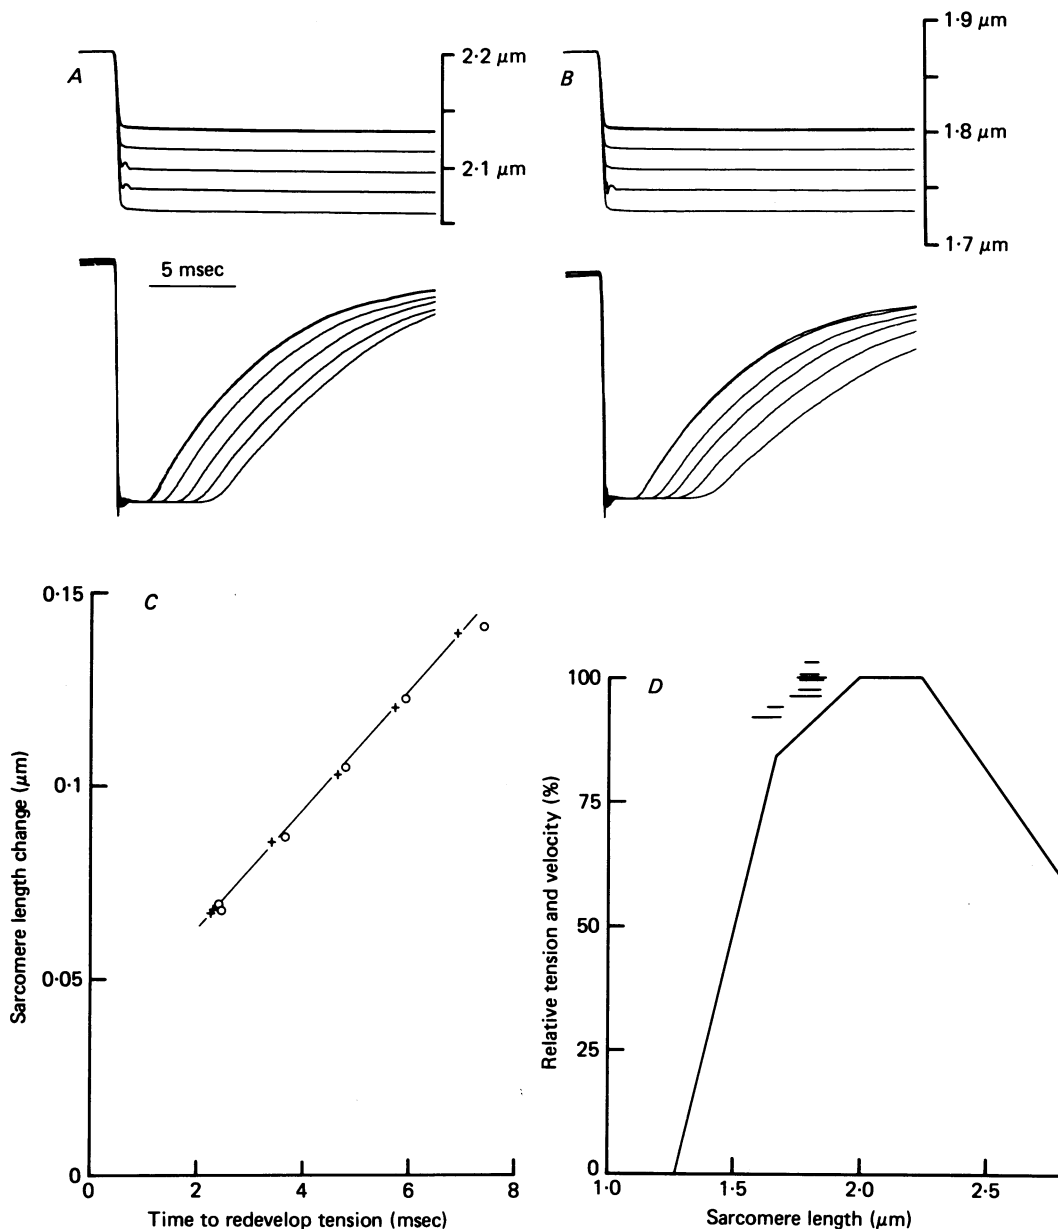 A
2·2 μm
2·1 μm
B
1·9 μm
1·8 μm
1·7 μm
5 msec
C
0·15
0·1
0·05
0
Sarcomere length change (μm)
0
2
4
6
8
Time to redevelop tension (msec)
D
100
75
50
25
0
Relative tension and velocity (%)
1·0
1·5
2·0
2·5
Sarcomere length (μm)